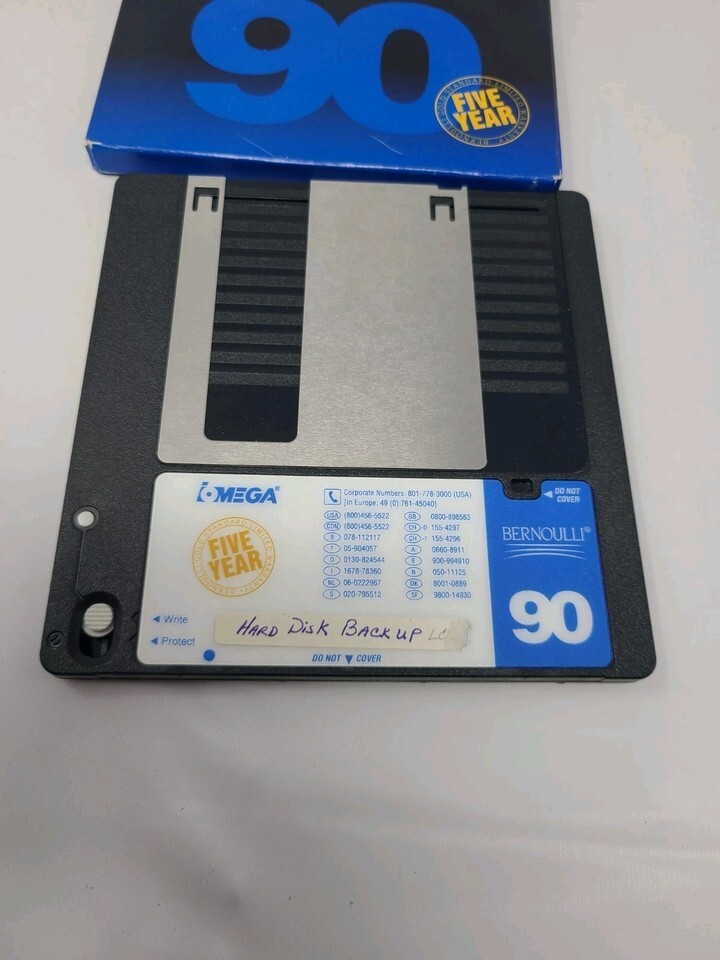 90
FIVE
YEAR
IOMEGA®
Corporate Numbers: 801-778-3000 (USA)
[In Europe: 49 (0) 761-45040]
USA (800)456-5522
GB 0800-898563
CDN (800)456-5522
CH-D 155-4297
B 078-112117
CH-F 155-4296
F 05-904057
A 0660-8911
D 0130-824544
E 900-994910
I 1678-78360
N 050-11125
NL 06-0222967
DK 8001-0889
S 020-795512
SF 9800-14930
FIVE
YEAR
◄ Write
◄ Protect
HARD DISK BACKUP
DO NOT ▼ COVER
◄ DO NOT
COVER
BERNOULLI®
90